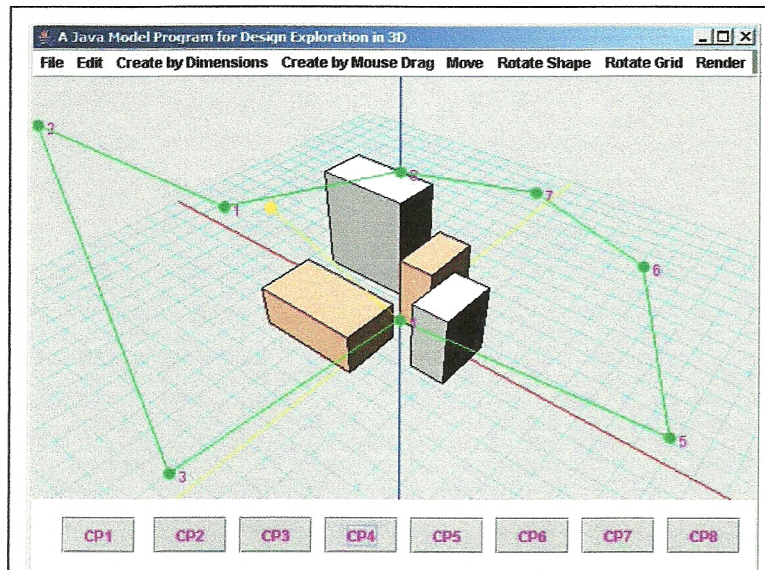 A Java Model Program for Design Exploration in 3D
File Edit Create by Dimensions Create by Mouse Drag Move Rotate Shape Rotate Grid Render
2
8
1
7
6
4
5
3
CP1 CP2 CP3 CP4 CP5 CP6 CP7 CP8